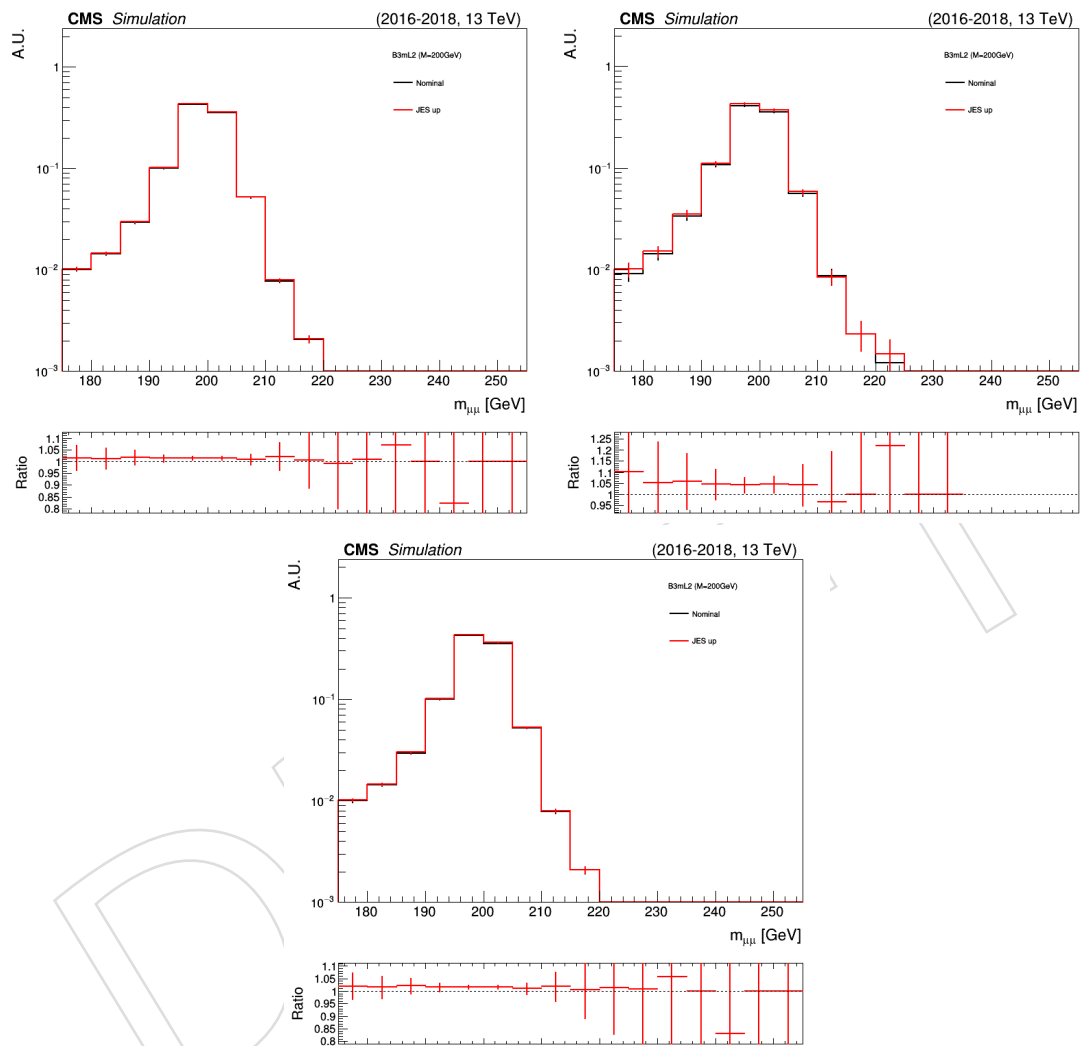 CMS Simulation (2016-2018, 13 TeV)
A.U.
B3mL2 (M=200GeV)
Nominal
JES up
1
10⁻¹
10⁻²
10⁻³
180 190 200 210 220 230 240 250
m_μμ [GeV]
Ratio
1.1
1.05
1
0.95
0.9
0.85
0.8
CMS Simulation (2016-2018, 13 TeV)
A.U.
B3mL2 (M=200GeV)
Nominal
JES up
1
10⁻¹
10⁻²
10⁻³
180 190 200 210 220 230 240 250
m_μμ [GeV]
Ratio
1.25
1.2
1.15
1.1
1.05
1
0.95
CMS Simulation (2016-2018, 13 TeV)
A.U.
B3mL2 (M=200GeV)
Nominal
JES up
1
10⁻¹
10⁻²
10⁻³
180 190 200 210 220 230 240 250
m_μμ [GeV]
Ratio
1.1
1.05
1
0.95
0.9
0.85
0.8